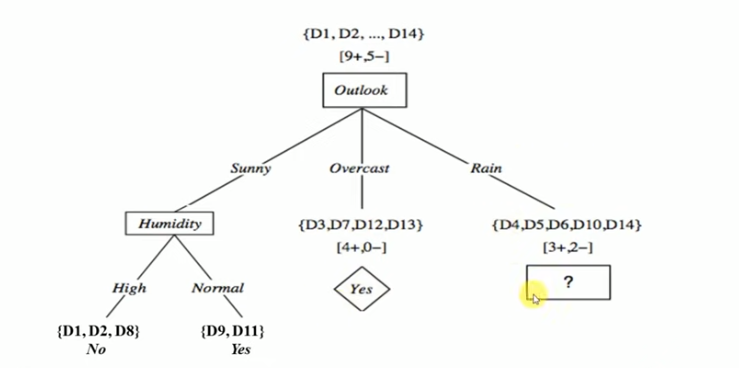 {D1, D2, ..., D14}
[9+,5−]
Outlook
Sunny
Overcast
Rain
Humidity
{D3,D7,D12,D13}
{D4,D5,D6,D10,D14}
[4+,0−]
[3+,2−]
High
Normal
Yes
?
{D1, D2, D8}
{D9, D11}
No
Yes